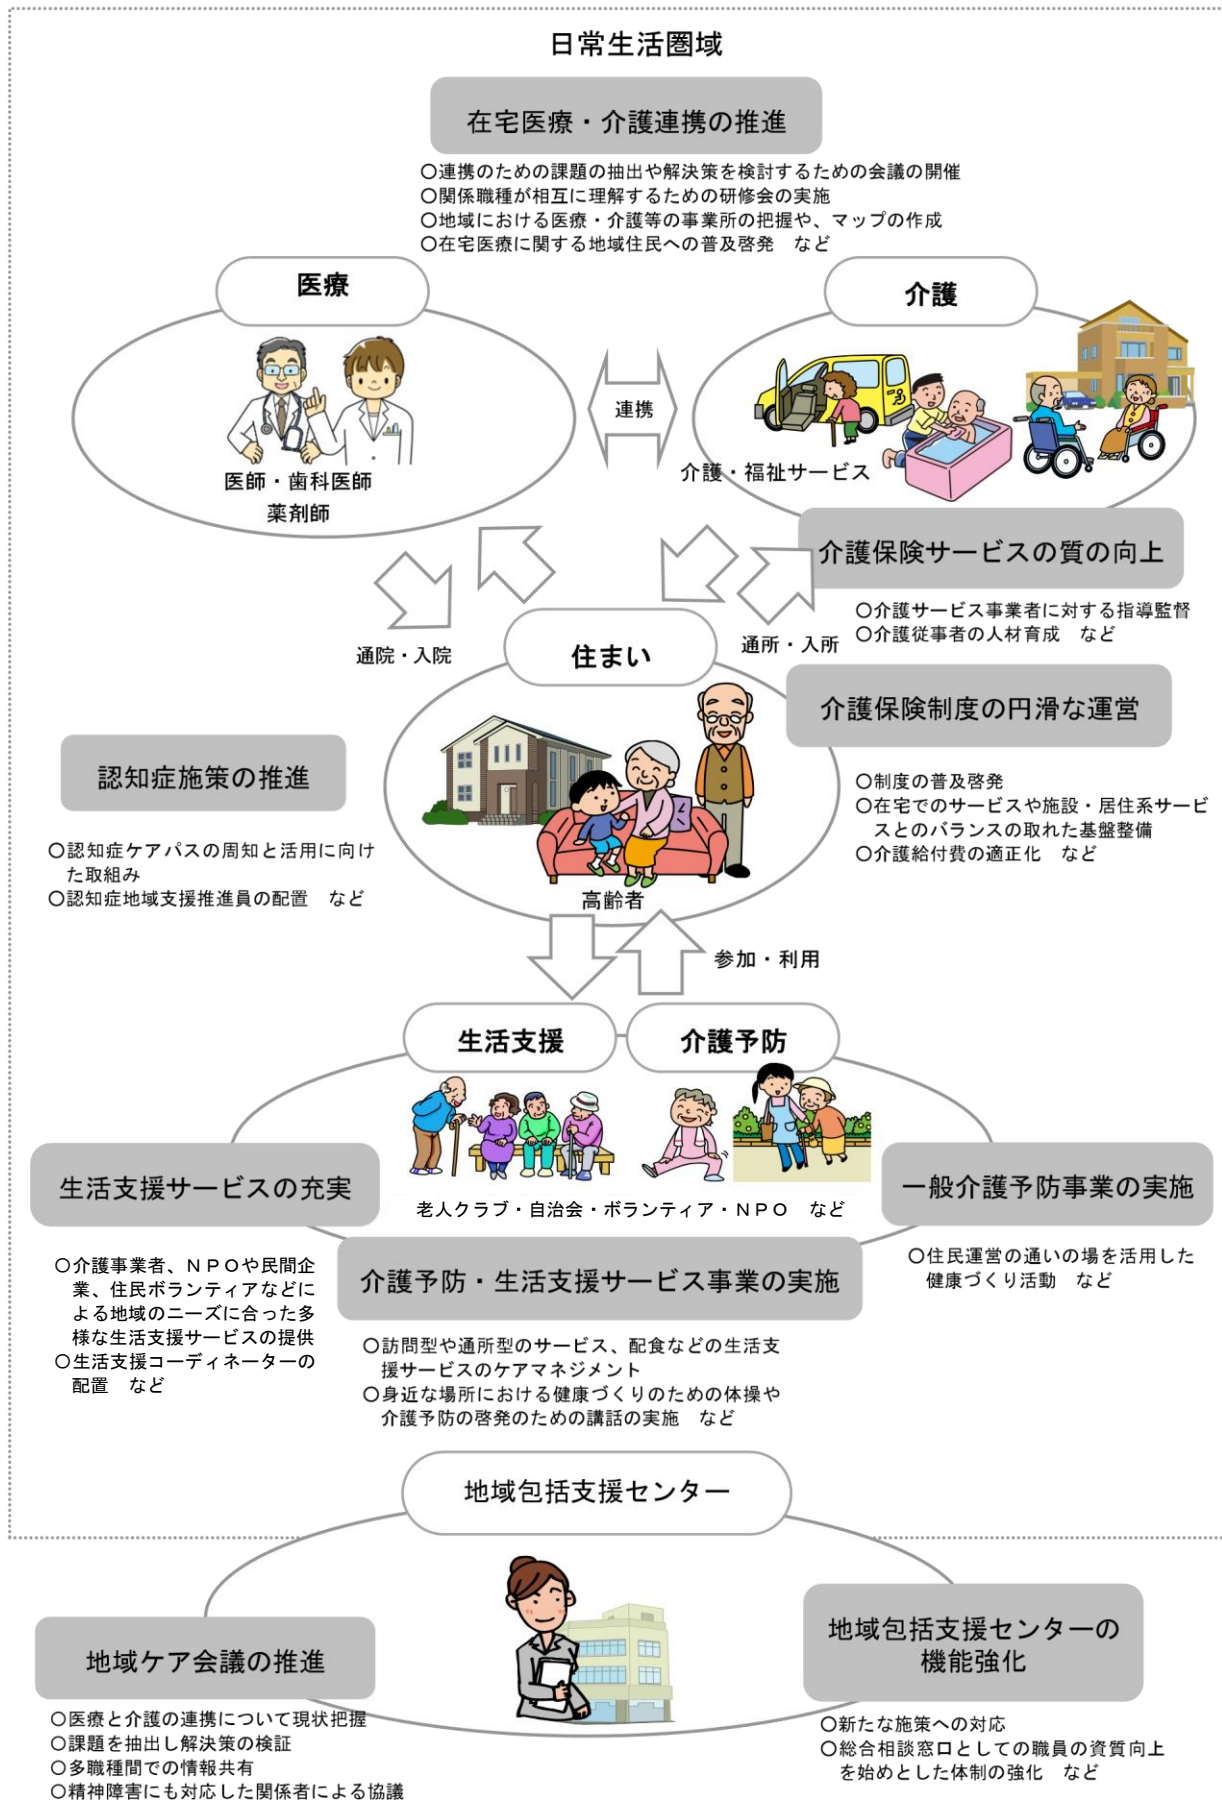 日常生活圏域
在宅医療・介護連携の推進
〇連携のための課題の抽出や解決策を検討するための会議の開催
〇関係職種が相互に理解するための研修会の実施
〇地域における医療・介護等の事業所の把握や、マップの作成
〇在宅医療に関する地域住民への普及啓発　など
医療
医師・歯科医師
薬剤師
連携
介護
介護・福祉サービス
介護保険サービスの質の向上
〇介護サービス事業者に対する指導監督
〇介護従事者の人材育成　など
通院・入院
通所・入所
住まい
高齢者
介護保険制度の円滑な運営
〇制度の普及啓発
〇在宅でのサービスや施設・居住系サービ
スとのバランスの取れた基盤整備
〇介護給付費の適正化　など
認知症施策の推進
〇認知症ケアパスの周知と活用に向け
た取組み
〇認知症地域支援推進員の配置　など
参加・利用
生活支援
介護予防
老人クラブ・自治会・ボランティア・ＮＰＯ　など
生活支援サービスの充実
〇介護事業者、ＮＰＯや民間企
業、住民ボランティアなどに
よる地域のニーズに合った多
様な生活支援サービスの提供
〇生活支援コーディネーターの
配置　など
介護予防・生活支援サービス事業の実施
〇訪問型や通所型のサービス、配食などの生活支
援サービスのケアマネジメント
〇身近な場所における健康づくりのための体操や
介護予防の啓発のための講話の実施　など
一般介護予防事業の実施
〇住民運営の通いの場を活用した
健康づくり活動　など
地域包括支援センター
地域ケア会議の推進
〇医療と介護の連携について現状把握
〇課題を抽出し解決策の検証
〇多職種間での情報共有
〇精神障害にも対応した関係者による協議
地域包括支援センターの
機能強化
〇新たな施策への対応
〇総合相談窓口としての職員の資質向上
を始めとした体制の強化　など